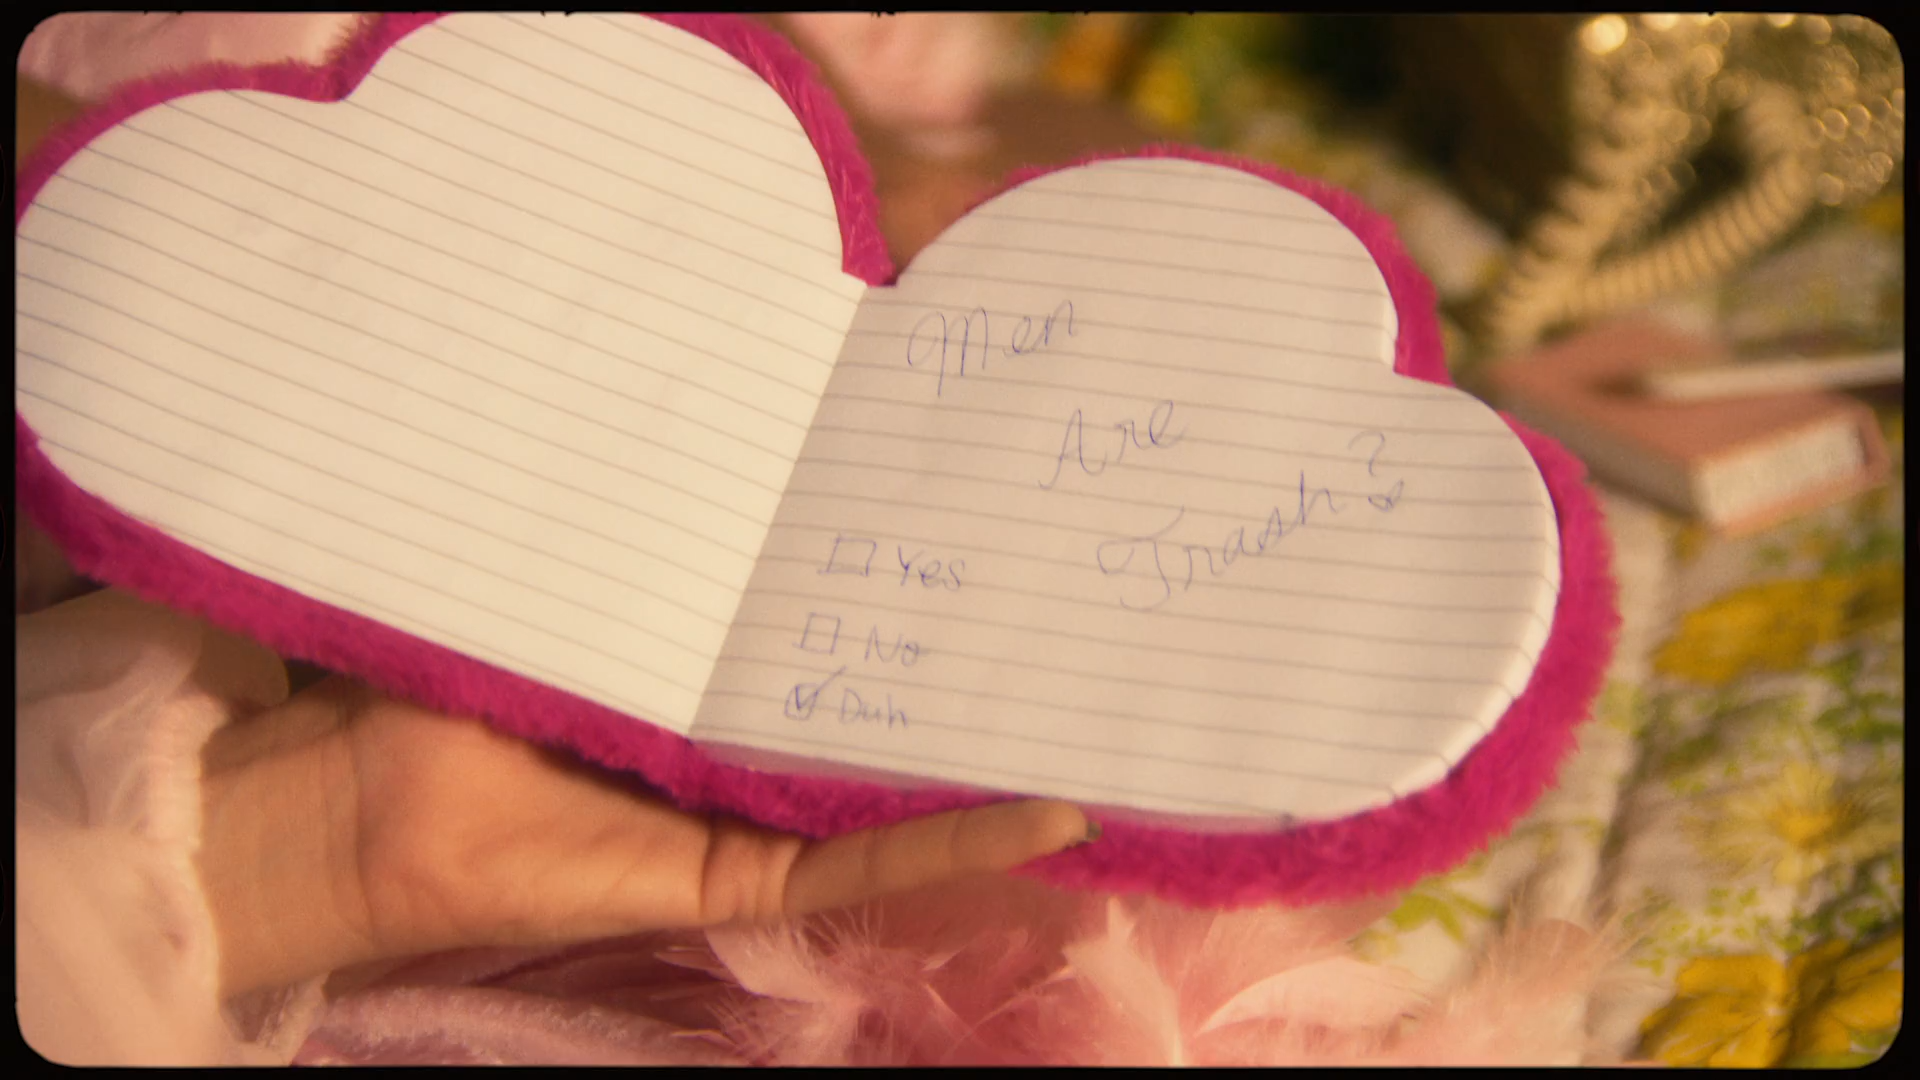 Men
Are
Trash?
☐ Yes
☐ No
☑ Duh